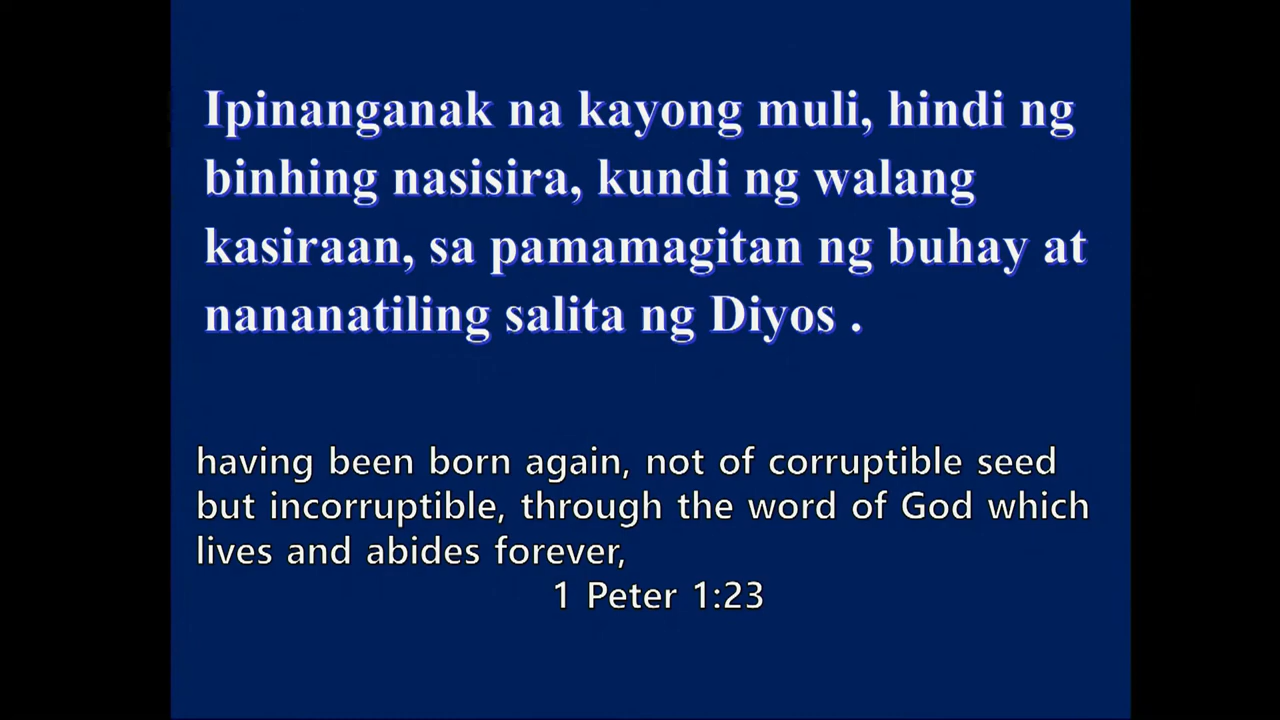 Ipinanganak na kayong muli, hindi ng
binhing nasisira, kundi ng walang
kasiraan, sa pamamagitan ng buhay at
nananatiling salita ng Diyos .
having been born again, not of corruptible seed
but incorruptible, through the word of God which
lives and abides forever,
1 Peter 1:23